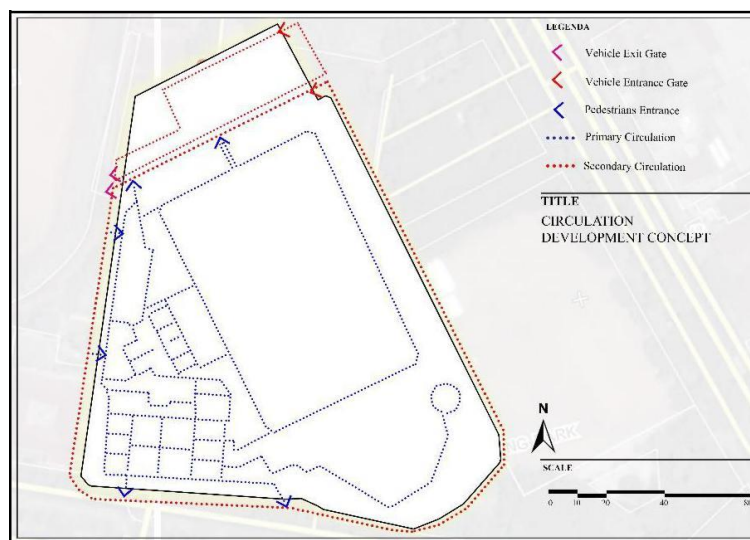 LEGENDA
Vehicle Exit Gate
Vehicle Entrance Gate
Pedestrians Entrance
Primary Circulation
Secondary Circulation
TITLE
CIRCULATION
DEVELOPMENT CONCEPT
N
SCALE
0 10 20 40